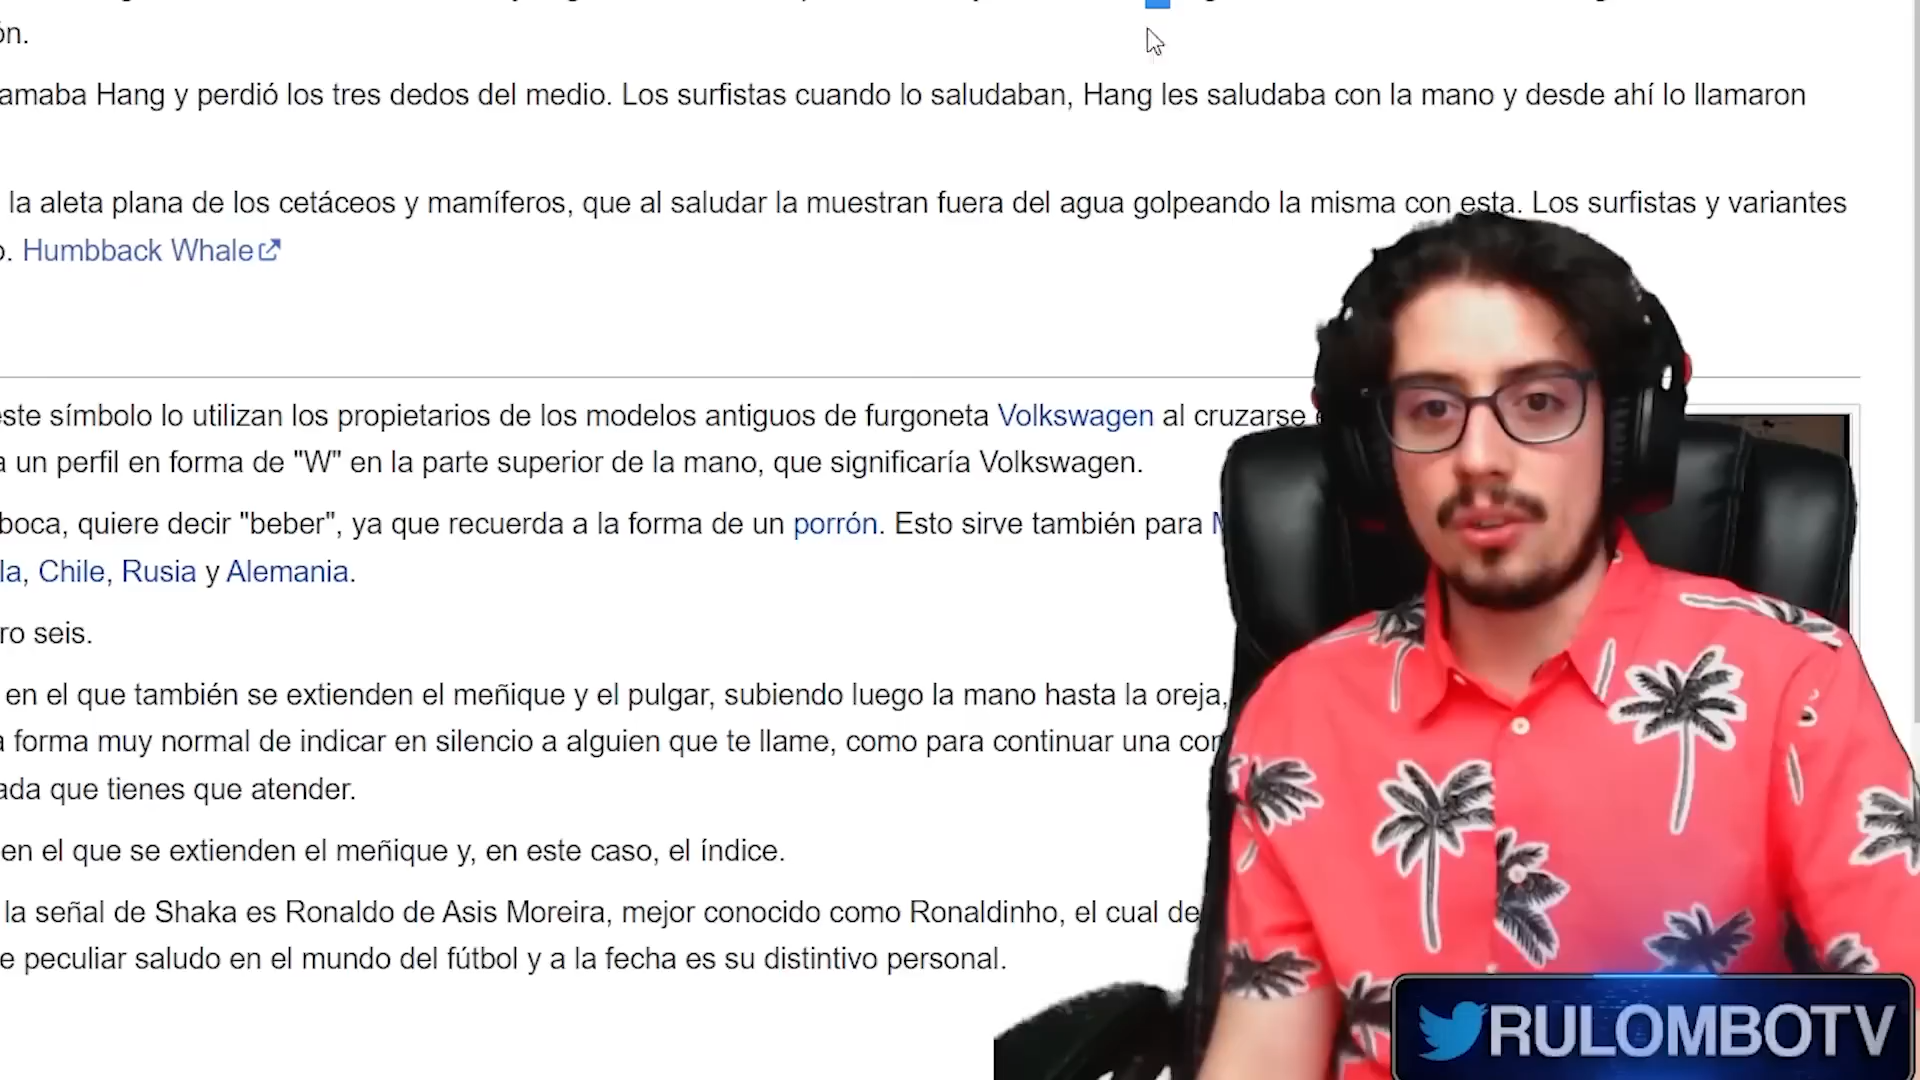 ón.
amaba Hang y perdió los tres dedos del medio. Los surfistas cuando lo saludaban, Hang les saludaba con la mano y desde ahí lo llamaron
la aleta plana de los cetáceos y mamíferos, que al saludar la muestran fuera del agua golpeando la misma con esta. Los surfistas y variantes
o. Humbback Whale
este símbolo lo utilizan los propietarios de los modelos antiguos de furgoneta Volkswagen al cruzarse
a un perfil en forma de "W" en la parte superior de la mano, que significaría Volkswagen.
boca, quiere decir "beber", ya que recuerda a la forma de un porrón. Esto sirve también para
la, Chile, Rusia y Alemania.
ro seis.
en el que también se extienden el meñique y el pulgar, subiendo luego la mano hasta la oreja,
a forma muy normal de indicar en silencio a alguien que te llame, como para continuar una con
ada que tienes que atender.
en el que se extienden el meñique y, en este caso, el índice.
la señal de Shaka es Ronaldo de Asis Moreira, mejor conocido como Ronaldinho, el cual de
e peculiar saludo en el mundo del fútbol y a la fecha es su distintivo personal.
RULOMBOTV